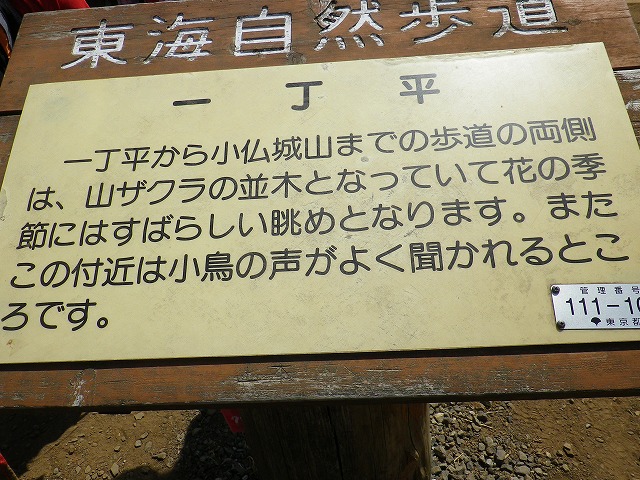 東海自然歩道
一丁平
一丁平から小仏城山までの歩道の両側
は、山ザクラの並木となっていて花の季
節にはすばらしい眺めとなります。また
この付近は小鳥の声がよく聞かれるとこ
ろです。
管理番号
111-10
東京都